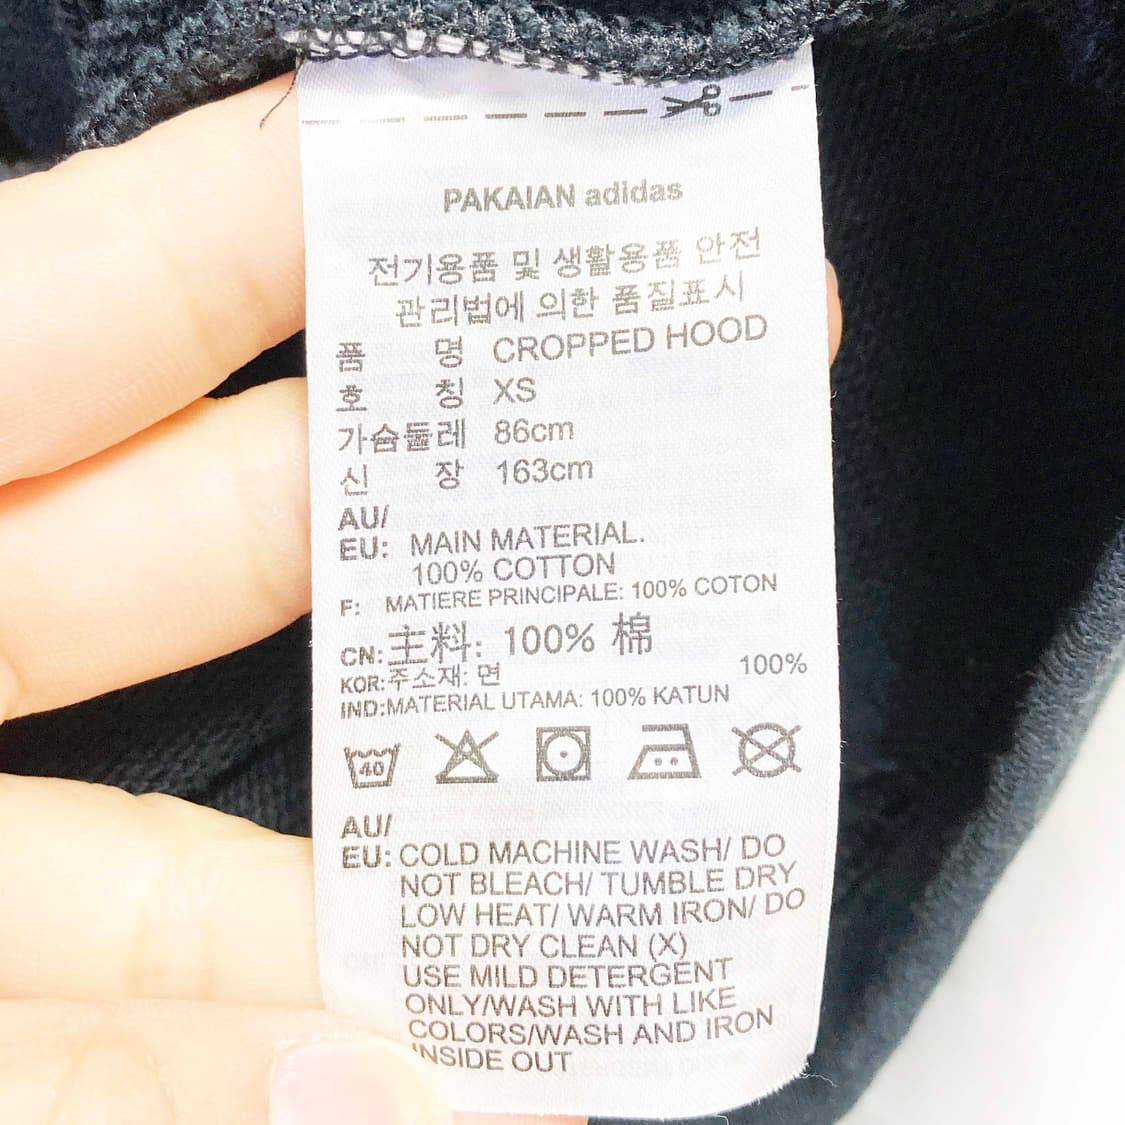 PAKAIAN adidas
전기용품 및 생활용품 안전
관리법에 의한 품질표시
품 명 CROPPED HOOD
호 칭 XS
가슴둘레 86cm
신 장 163cm
AU/
EU: MAIN MATERIAL.
100% COTTON
F: MATIERE PRINCIPALE: 100% COTON
CN: 主料: 100% 棉
KOR:주소재: 면 100%
IND:MATERIAL UTAMA: 100% KATUN
40
AU/
EU: COLD MACHINE WASH/ DO
NOT BLEACH/ TUMBLE DRY
LOW HEAT/ WARM IRON/ DO
NOT DRY CLEAN (X)
USE MILD DETERGENT
ONLY/WASH WITH LIKE
COLORS/WASH AND IRON
INSIDE OUT